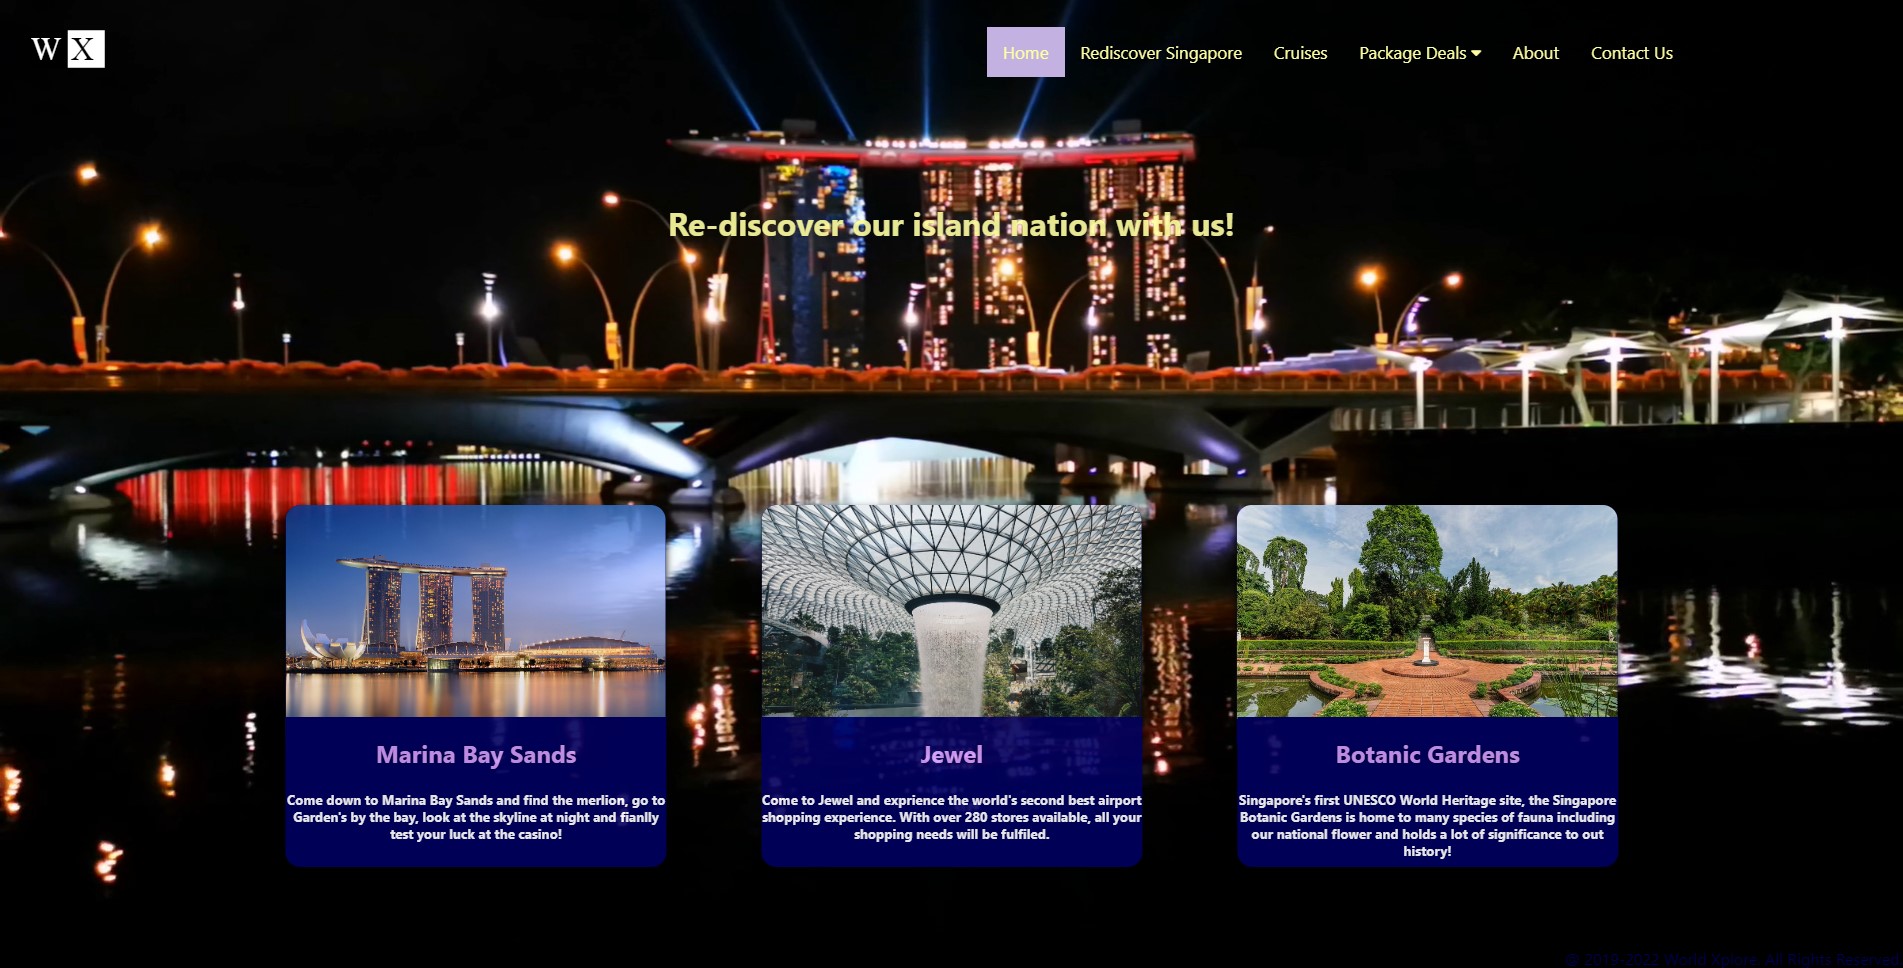 W X
Home Rediscover Singapore Cruises Package Deals About Contact Us
Re-discover our island nation with us!
Marina Bay Sands
Come down to Marina Bay Sands and find the merlion, go to
Garden's by the bay, look at the skyline at night and fianlly
test your luck at the casino!
Jewel
Come to Jewel and exprience the world's second best airport
shopping experience. With over 280 stores available, all your
shopping needs will be fulfiled.
Botanic Gardens
Singapore's first UNESCO World Heritage site, the Singapore
Botanic Gardens is home to many species of fauna including
our national flower and holds a lot of significance to out
history!
© 2019-2022 World Xplore. All Rights Reserved